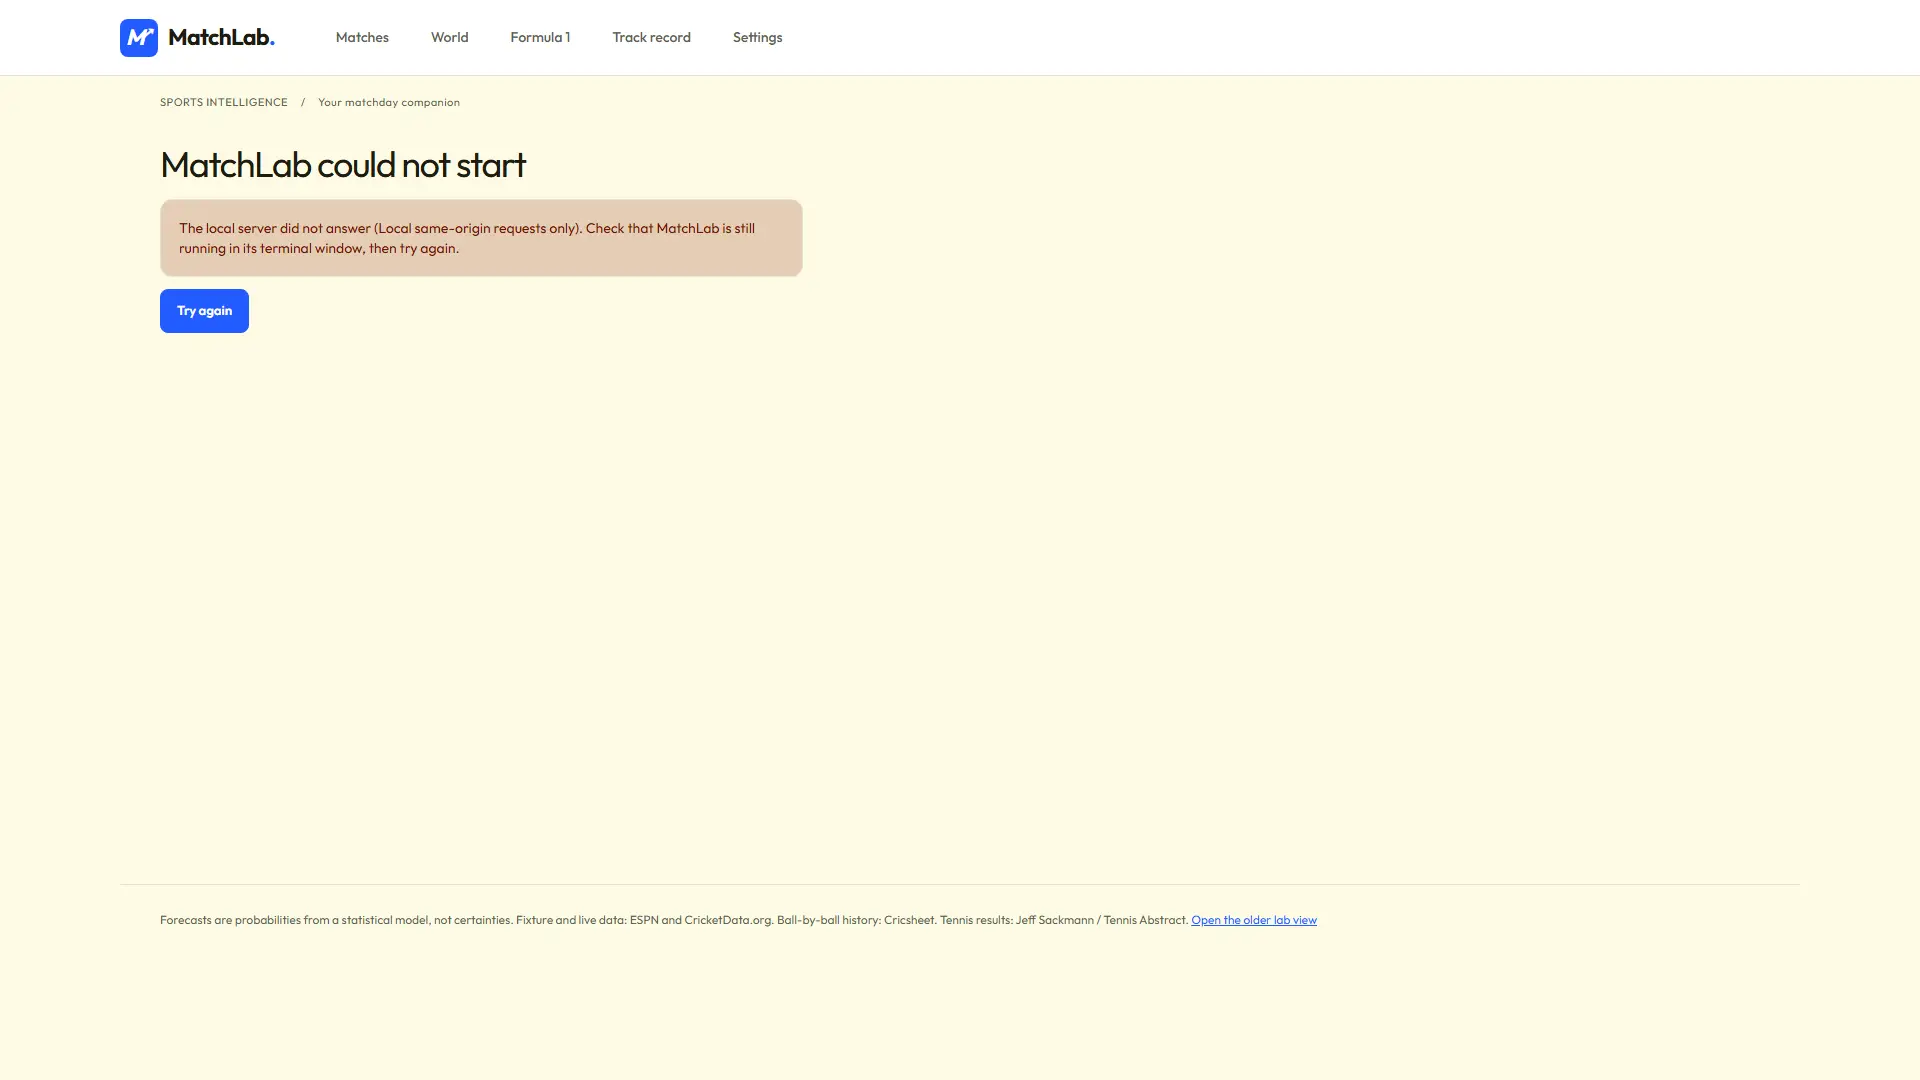 MatchLab.
Matches
World
Formula 1
Track record
Settings
SPORTS INTELLIGENCE / Your matchday companion
MatchLab could not start
The local server did not answer (Local same-origin requests only). Check that MatchLab is still
running in its terminal window, then try again.
Try again
Forecasts are probabilities from a statistical model, not certainties. Fixture and live data: ESPN and CricketData.org. Ball-by-ball history: Cricsheet. Tennis results: Jeff Sackmann / Tennis Abstract. Open the older lab view